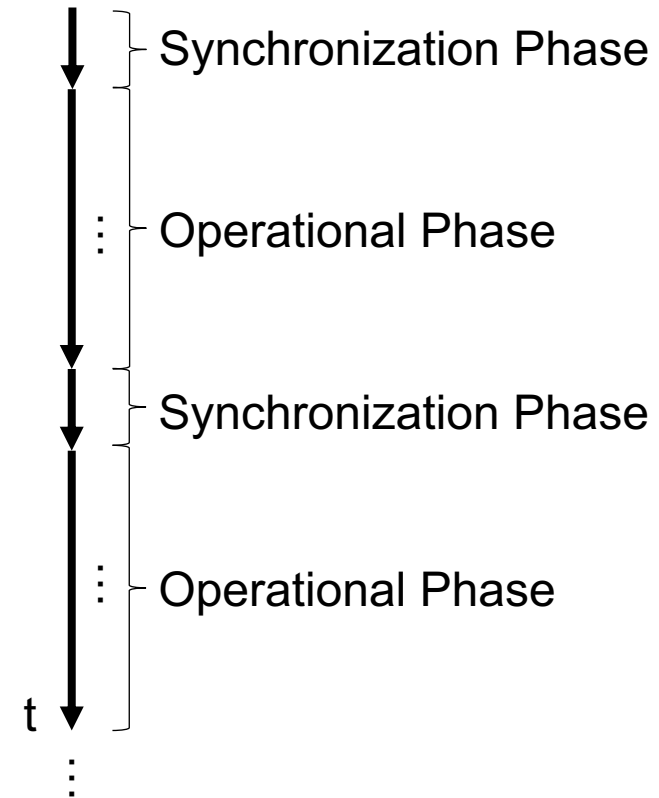 Synchronization Phase
⋮ Operational Phase
Synchronization Phase
⋮ Operational Phase
t
⋮